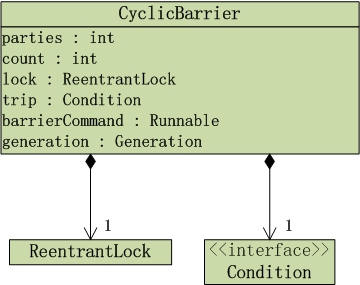 CyclicBarrier
parties : int
count : int
lock : ReentrantLock
trip : Condition
barrierCommand : Runnable
generation : Generation
1
1
ReentrantLock
<<interface>>
Condition